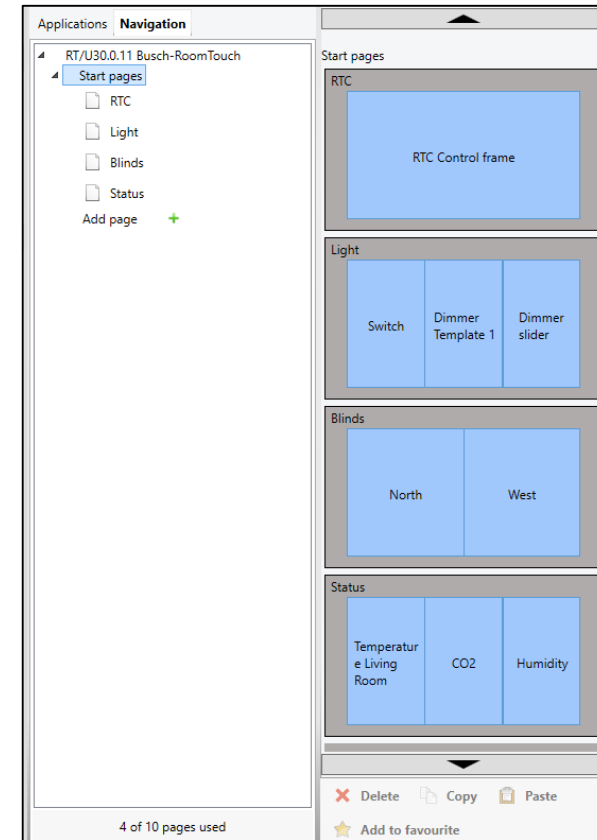 Applications Navigation
RT/U30.0.11 Busch-RoomTouch
Start pages
RTC
Light
Blinds
Status
Add page +
4 of 10 pages used
Start pages
RTC
RTC Control frame
Light
Switch
Dimmer
Template 1
Dimmer
slider
Blinds
North
West
Status
Temperatur
e Living
Room
CO2
Humidity
Delete Copy Paste
Add to favourite